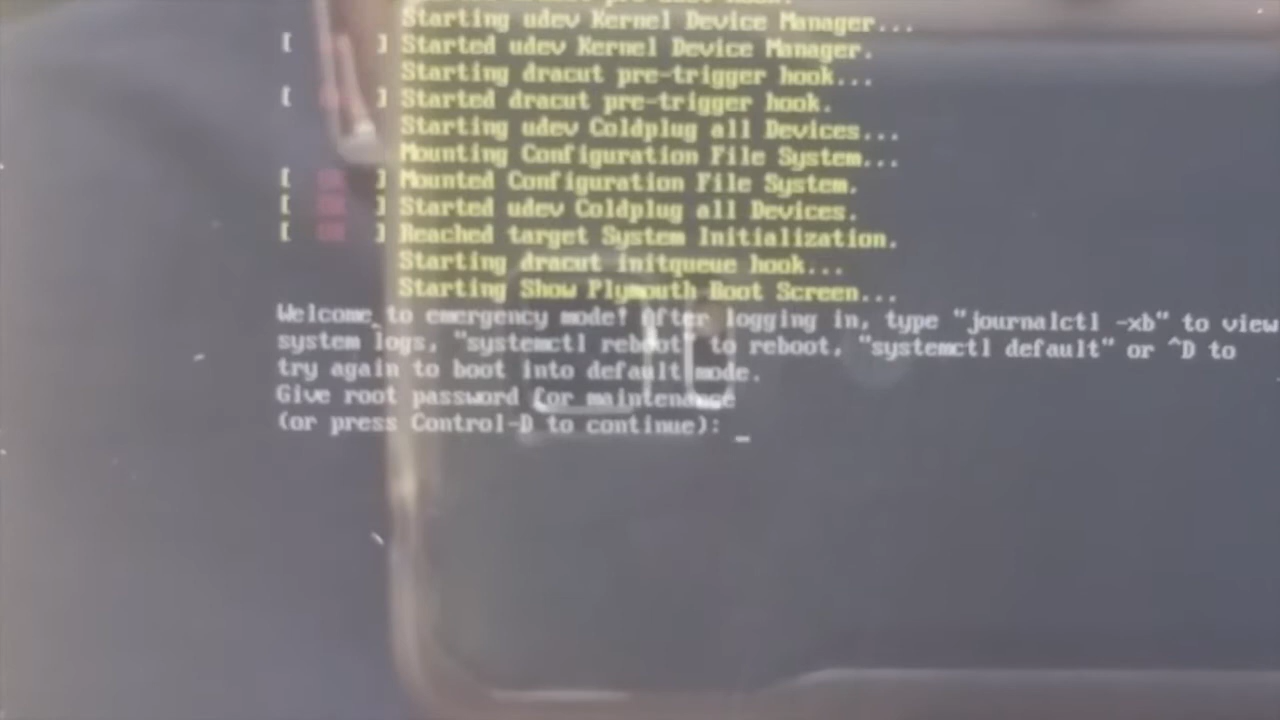 Starting udev Kernel Device Manager...
[ ] Started udev Kernel Device Manager.
Starting dracut pre-trigger hook...
[ ] Started dracut pre-trigger hook.
Starting udev Coldplug all Devices...
Mounting Configuration File System...
[ OK ] Mounted Configuration File System.
[ OK ] Started udev Coldplug all Devices.
[ OK ] Reached target System Initialization.
Starting dracut initqueue hook...
Starting Show Plymouth Boot Screen...
Welcome to emergency mode! After logging in, type "journalctl -xb" to view
system logs, "systemctl reboot" to reboot, "systemctl default" or ^D to
try again to boot into default mode.
Give root password for maintenance
(or press Control-D to continue): _